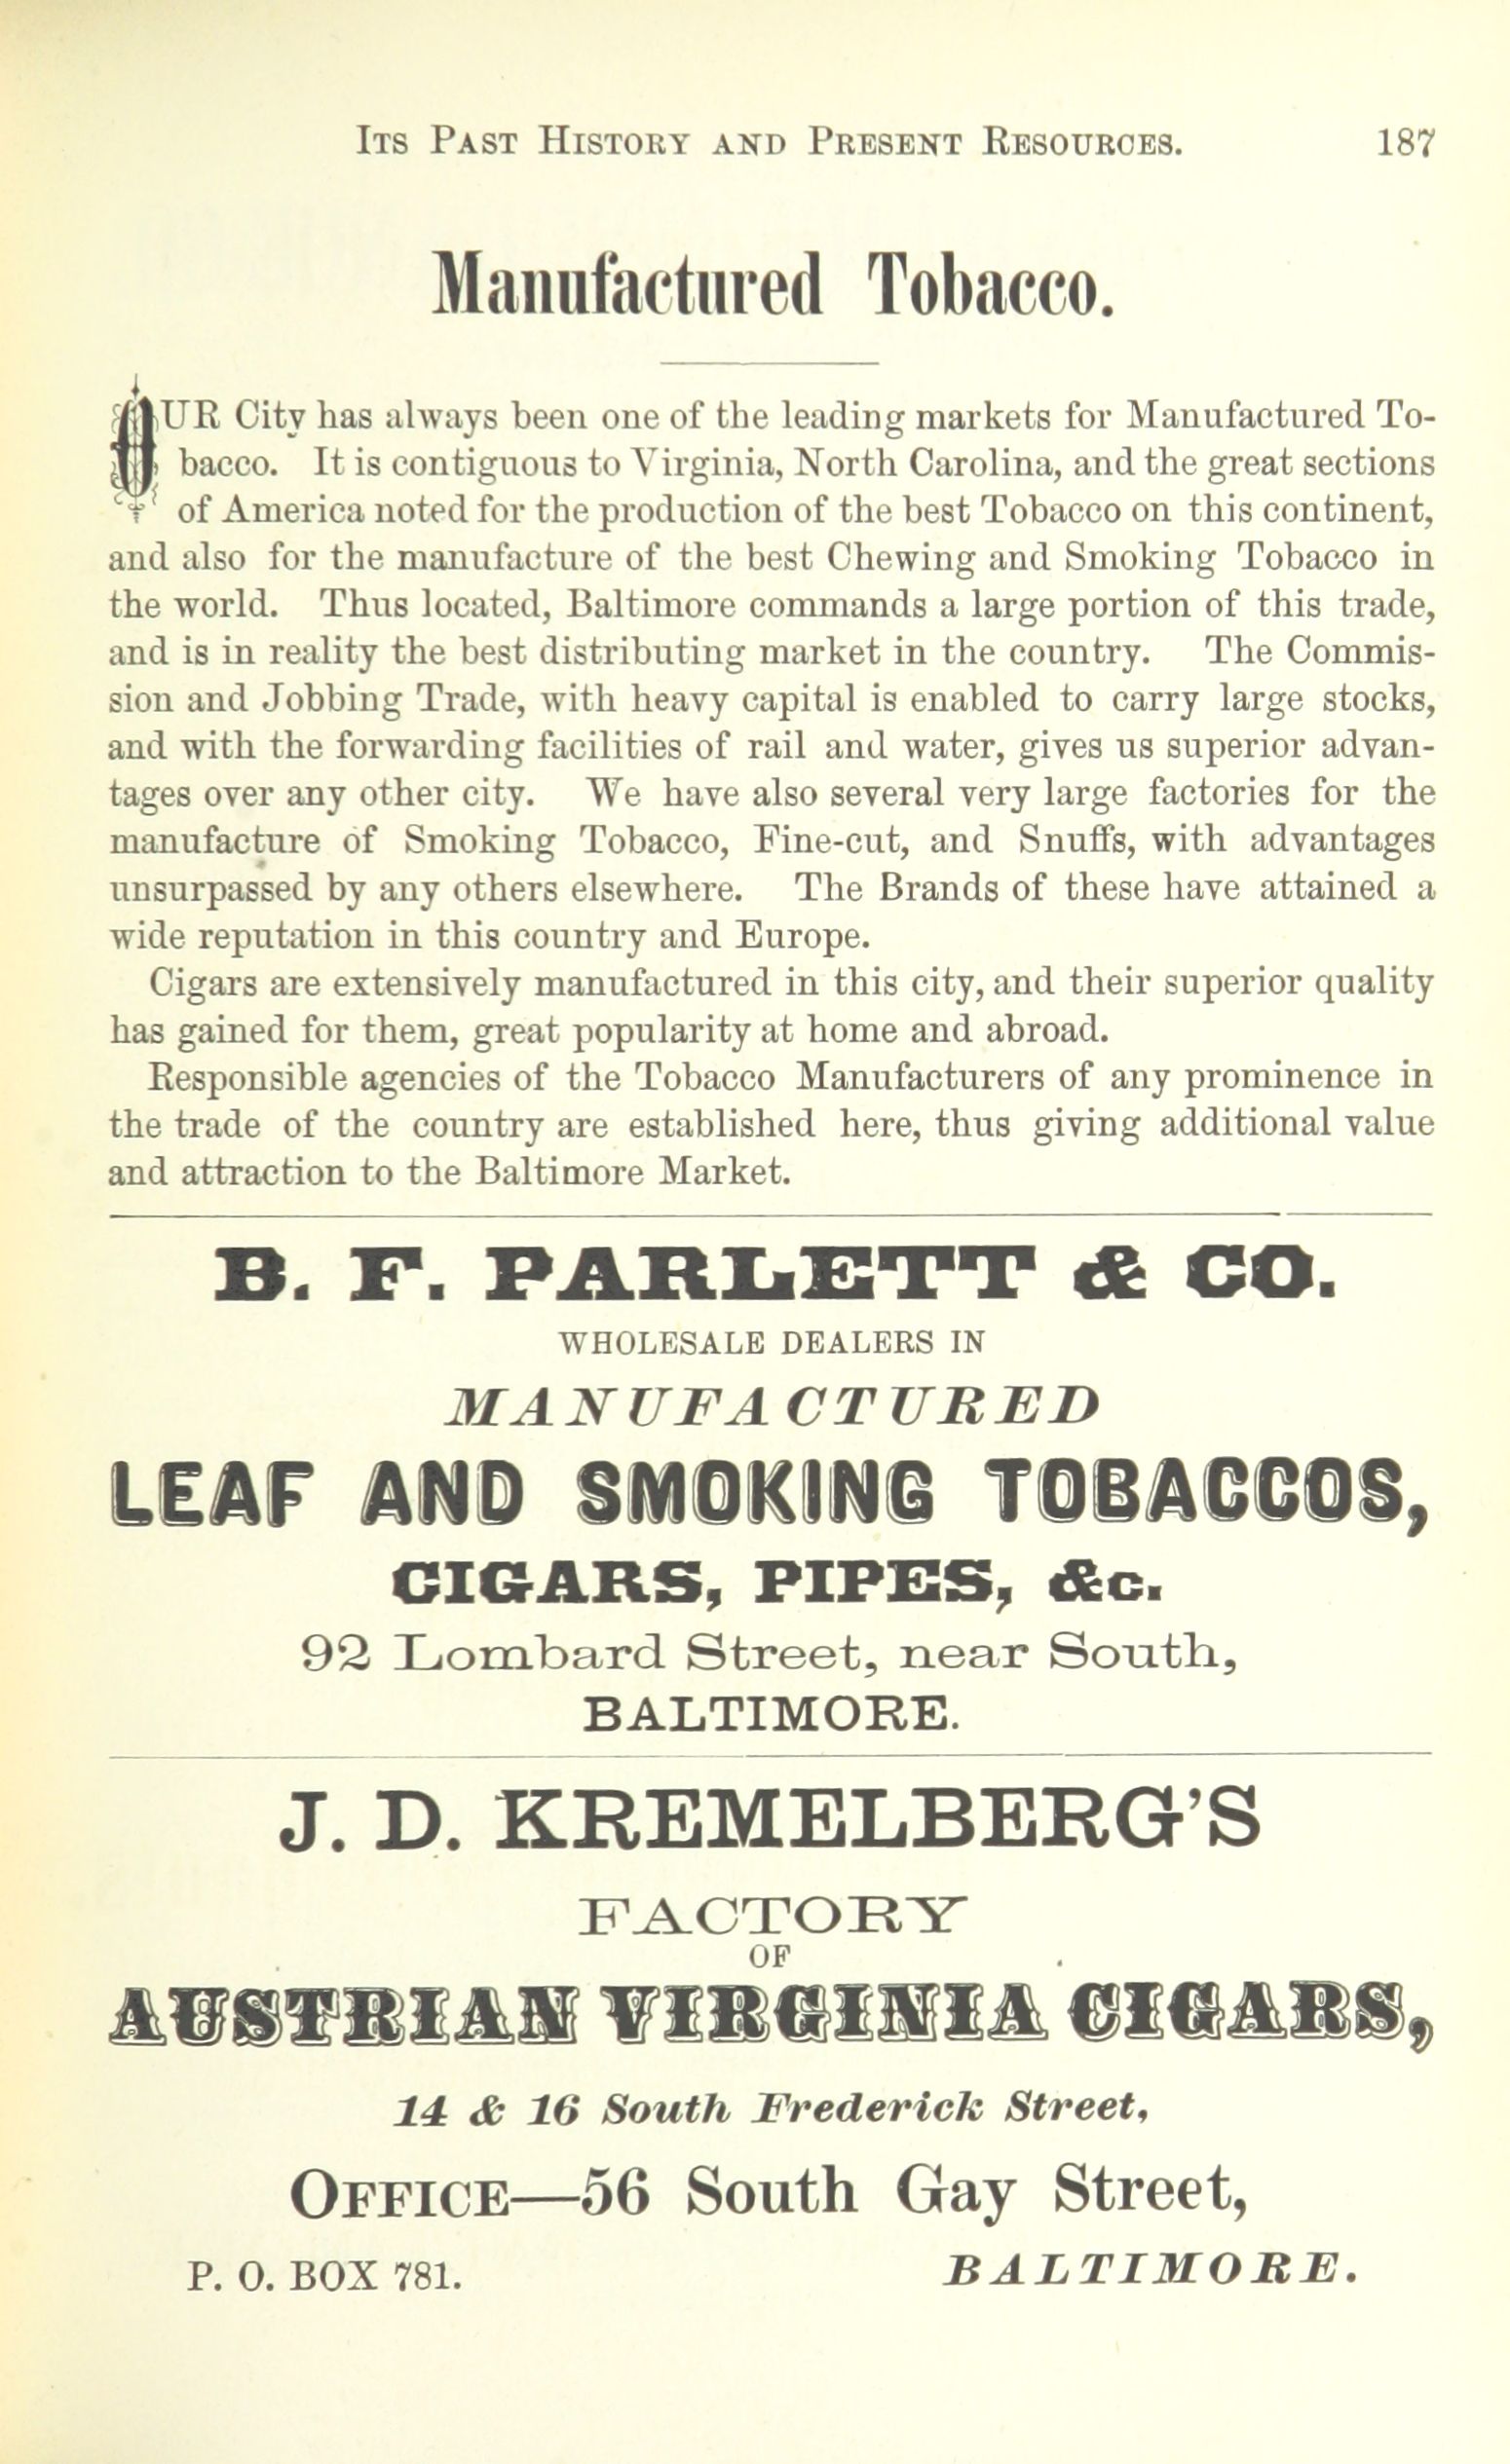 Its Past History and Present Resources. 187
Manufactured Tobacco.
OUR City has always been one of the leading markets for Manufactured To-
bacco. It is contiguous to Virginia, North Carolina, and the great sections
of America noted for the production of the best Tobacco on this continent,
and also for the manufacture of the best Chewing and Smoking Tobacco in
the world. Thus located, Baltimore commands a large portion of this trade,
and is in reality the best distributing market in the country. The Commis-
sion and Jobbing Trade, with heavy capital is enabled to carry large stocks,
and with the forwarding facilities of rail and water, gives us superior advan-
tages over any other city. We have also several very large factories for the
manufacture of Smoking Tobacco, Fine-cut, and Snuffs, with advantages
unsurpassed by any others elsewhere. The Brands of these have attained a
wide reputation in this country and Europe.
Cigars are extensively manufactured in this city, and their superior quality
has gained for them, great popularity at home and abroad.
Responsible agencies of the Tobacco Manufacturers of any prominence in
the trade of the country are established here, thus giving additional value
and attraction to the Baltimore Market.
B. F. PARLETT & CO.
WHOLESALE DEALERS IN
MANUFACTURED
LEAF AND SMOKING TOBACCOS,
CIGARS, PIPES, &c.
92 Lombard Street, near South,
BALTIMORE.
J. D. KREMELBERG'S
FACTORY
OF
AUSTRIAN VIRGINIA CIGARS,
14 & 16 South Frederick Street,
OFFICE—56 South Gay Street,
P. O. BOX 781. BALTIMORE.